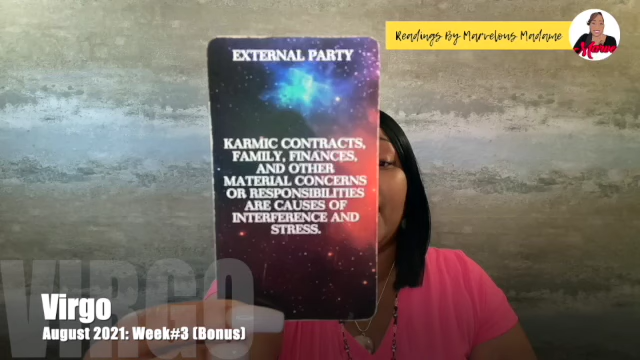 Readings By Marvelous Madame
EXTERNAL PARTY
KARMIC CONTRACTS,
FAMILY, FINANCES,
AND OTHER
MATERIAL CONCERNS
OR RESPONSIBILITIES
ARE CAUSES OF
INTERFERENCE AND
STRESS.
VIRGO
Virgo
August 2021: Week#3 (Bonus)